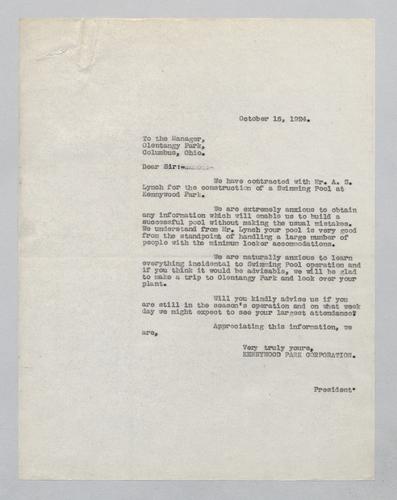 October 15, 1924.
To the Manager,
Olentangy Park,
Columbus, Ohio.
Dear Sir:
We have contracted with Mr. A. S.
Lynch for the construction of a Swimming Pool at
Kennywood Park.
We are extremely anxious to obtain
any information which will enable us to build a
successful pool without making the usual mistakes.
We understand from Mr. Lynch your pool is very good
from the standpoint of handling a large number of
people with the minimum locker accomodations.
We are naturally anxious to learn
everything incidental to Swimming Pool operation and
if you think it would be advisable, we will be glad
to make a trip to Olentangy Park and look over your
plant.
Will you kindly advise us if you
are still in the season's operation and on what week
day we might expect to see your largest attendance?
Appreciating this information, we
are,
Very truly yours,
KENNYWOOD PARK CORPORATION.
President.